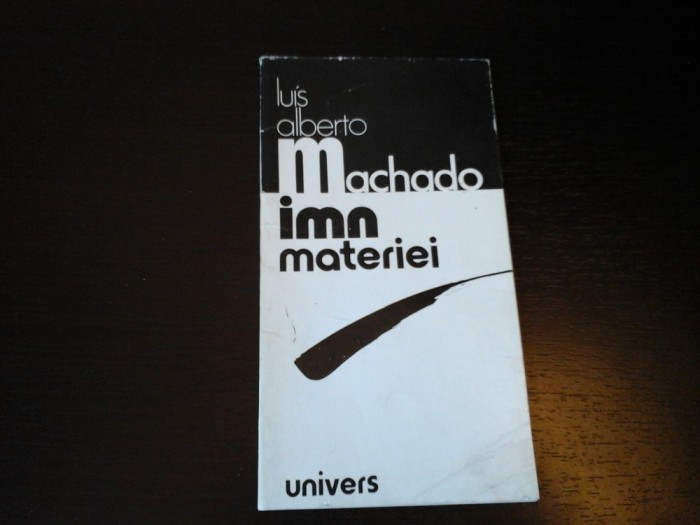 luís
alberto
machado
imn
materiei
univers